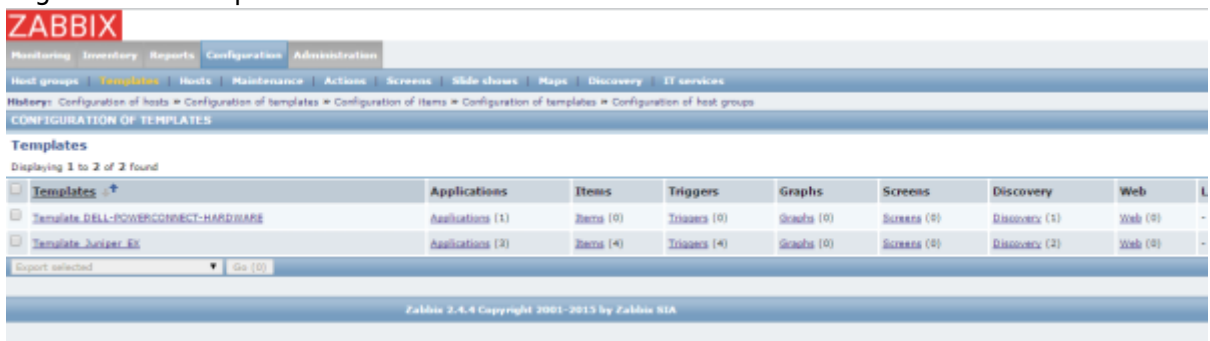 ZABBIX
Monitoring Inventory Reports Configuration Administration
Host groups | Templates | Hosts | Maintenance | Actions | Screens | Slide shows | Maps | Discovery | IT services
History: Configuration of hosts » Configuration of templates » Configuration of items » Configuration of templates » Configuration of host groups
CONFIGURATION OF TEMPLATES
Templates
Displaying 1 to 2 of 2 found
Templates Applications Items Triggers Graphs Screens Discovery Web L
Template DELL-POWERCONNECT-HARDWARE Applications (1) Items (0) Triggers (0) Graphs (0) Screens (0) Discovery (1) Web (0) -
Template Juniper EX Applications (3) Items (4) Triggers (4) Graphs (0) Screens (0) Discovery (2) Web (0) -
Export selected Go (0)
Zabbix 2.4.4 Copyright 2001-2015 by Zabbix SIA